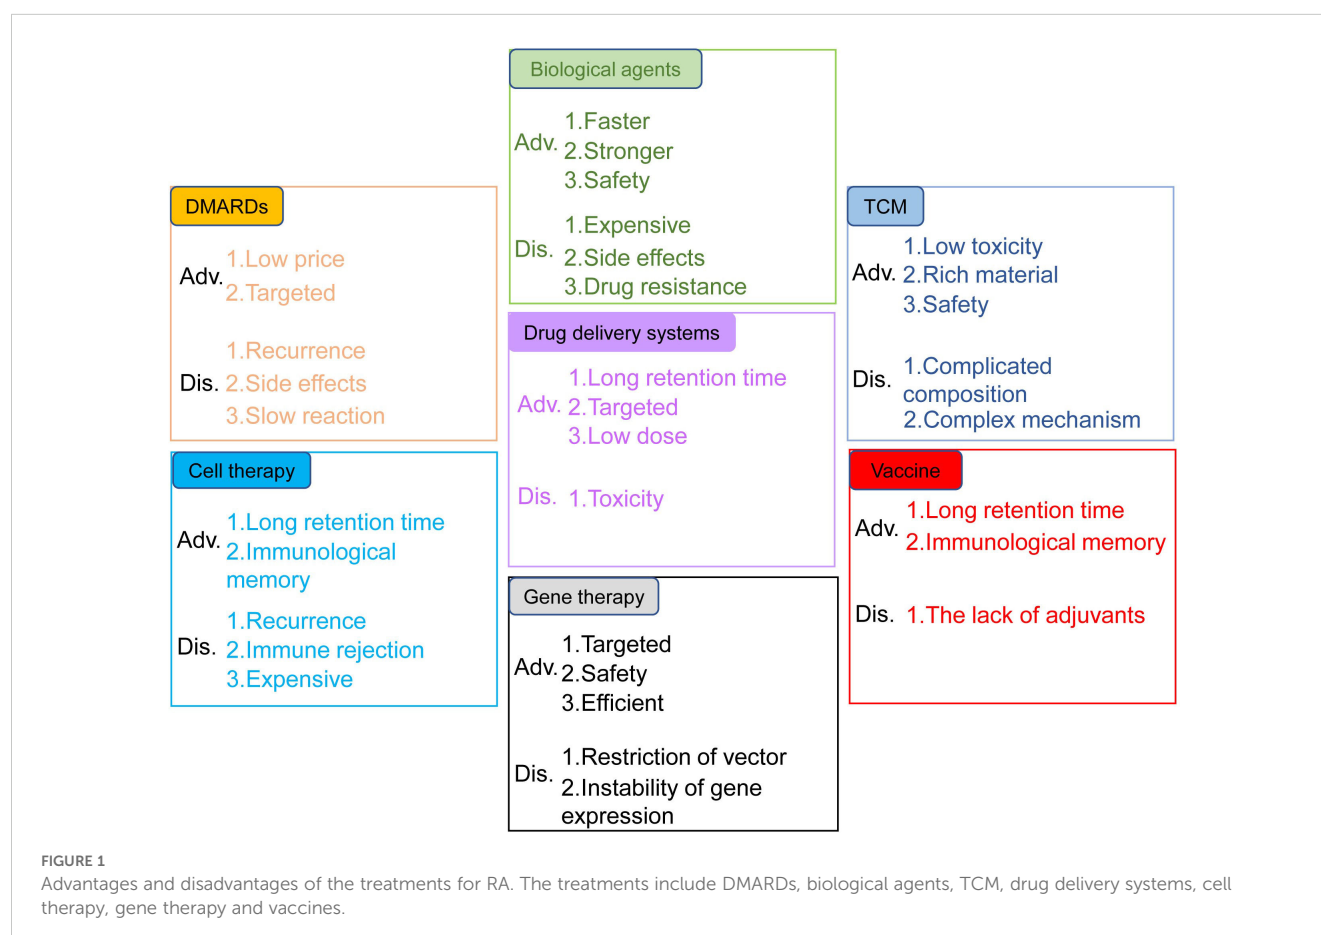 Biological agents
Adv.
1.Faster
2.Stronger
3.Safety
Dis.
1.Expensive
2.Side effects
3.Drug resistance
DMARDs
Adv.
1.Low price
2.Targeted
Dis.
1.Recurrence
2.Side effects
3.Slow reaction
TCM
Adv.
1.Low toxicity
2.Rich material
3.Safety
Dis.
1.Complicated
composition
2.Complex mechanism
Drug delivery systems
Adv.
1.Long retention time
2.Targeted
3.Low dose
Dis.
1.Toxicity
Cell therapy
Adv.
1.Long retention time
2.Immunological
memory
Dis.
1.Recurrence
2.Immune rejection
3.Expensive
Vaccine
Adv.
1.Long retention time
2.Immunological memory
Dis.
1.The lack of adjuvants
Gene therapy
Adv.
1.Targeted
2.Safety
3.Efficient
Dis.
1.Restriction of vector
2.Instability of gene
expression
FIGURE 1
Advantages and disadvantages of the treatments for RA. The treatments include DMARDs, biological agents, TCM, drug delivery systems, cell
therapy, gene therapy and vaccines.